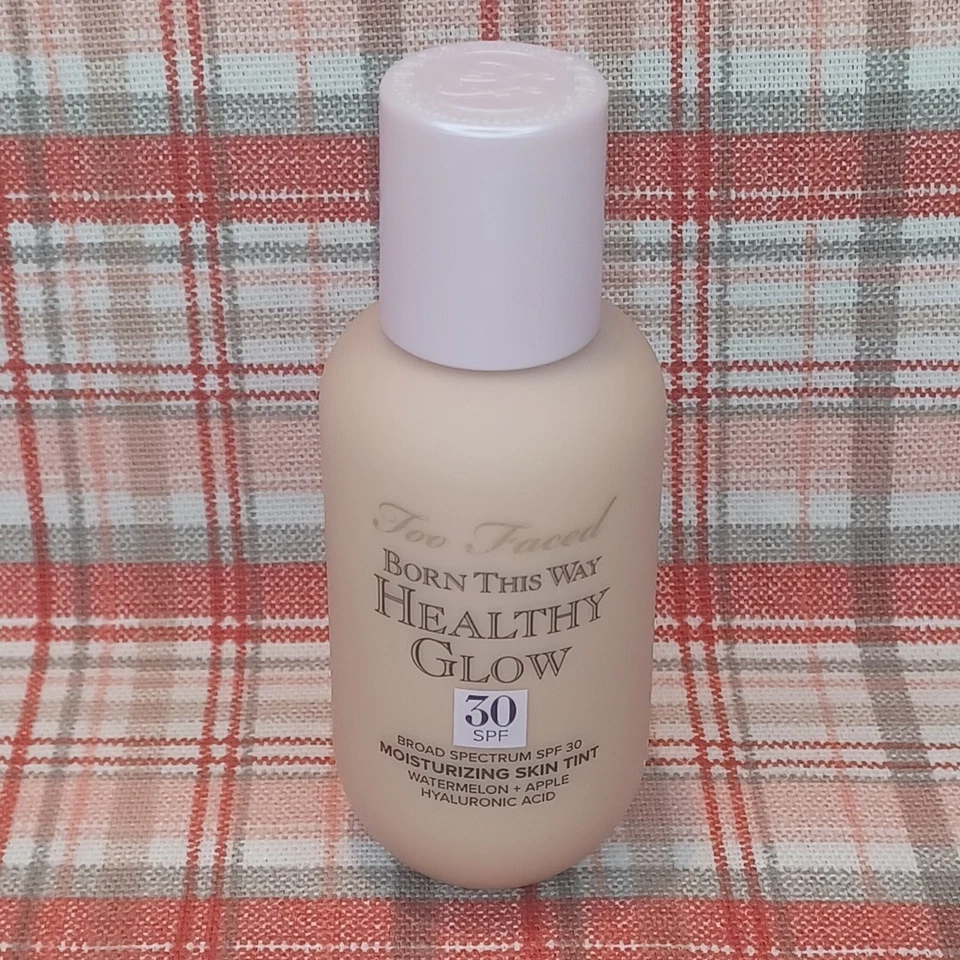 Too Faced
BORN THIS WAY
HEALTHY
GLOW
30
SPF
BROAD SPECTRUM SPF 30
MOISTURIZING SKIN TINT
WATERMELON + APPLE
HYALURONIC ACID